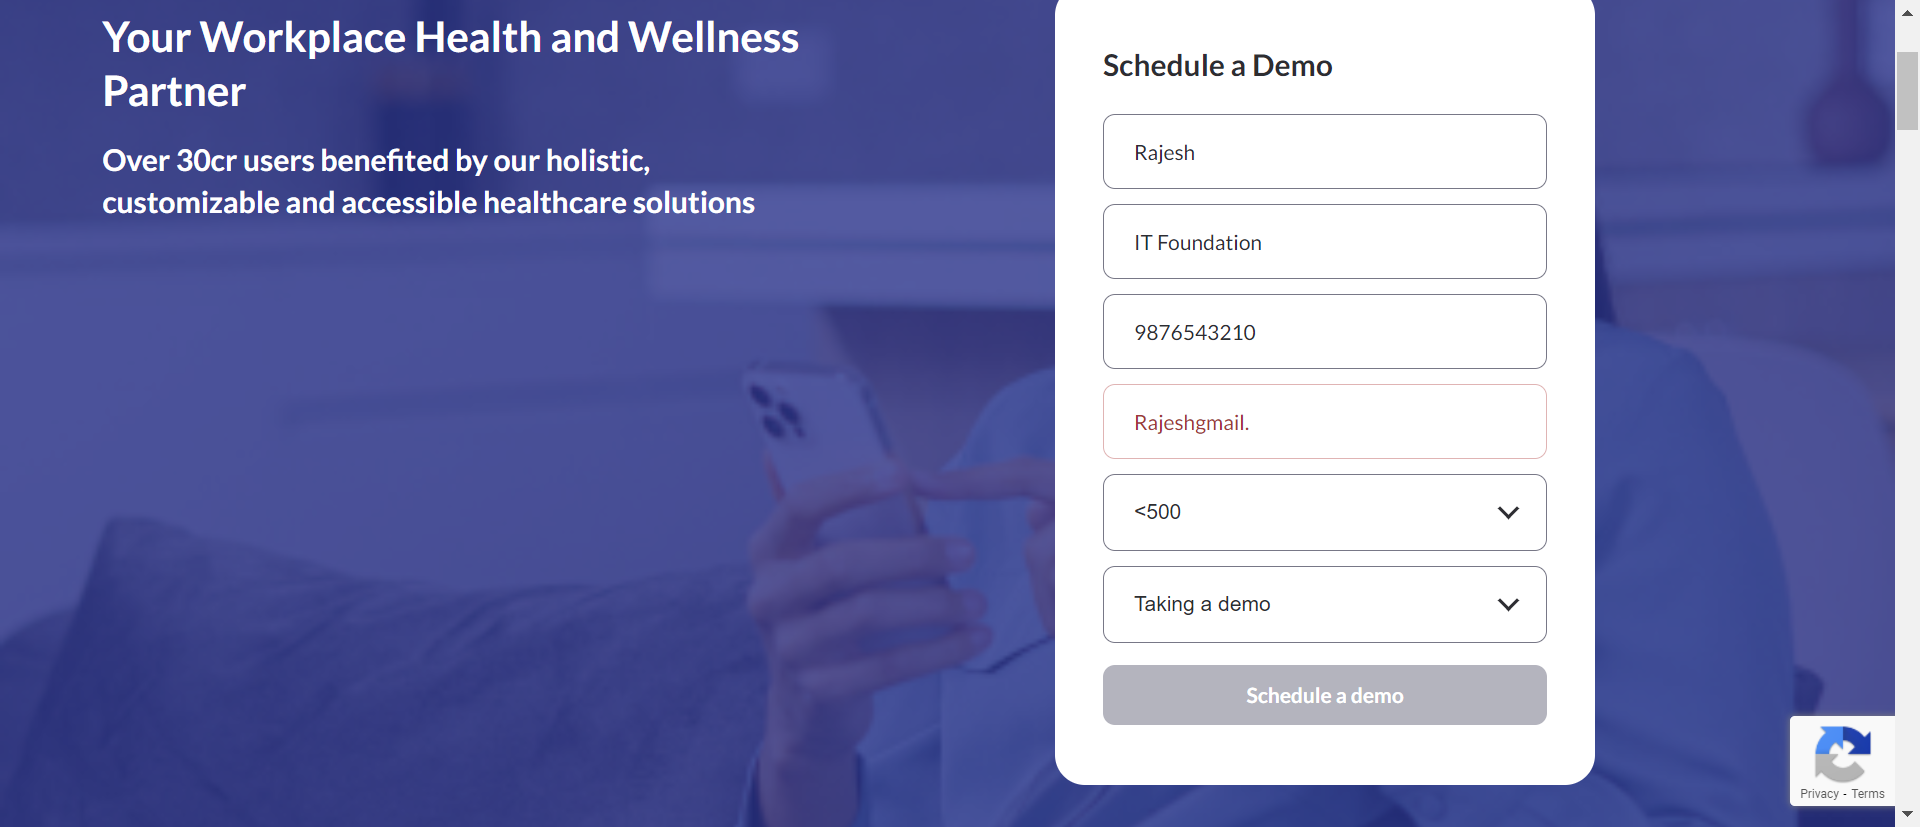 Your Workplace Health and Wellness
Partner
Over 30cr users benefited by our holistic,
customizable and accessible healthcare solutions
Schedule a Demo
Rajesh
IT Foundation
9876543210
Rajeshgmail.
<500
Taking a demo
Schedule a demo
Privacy - Terms